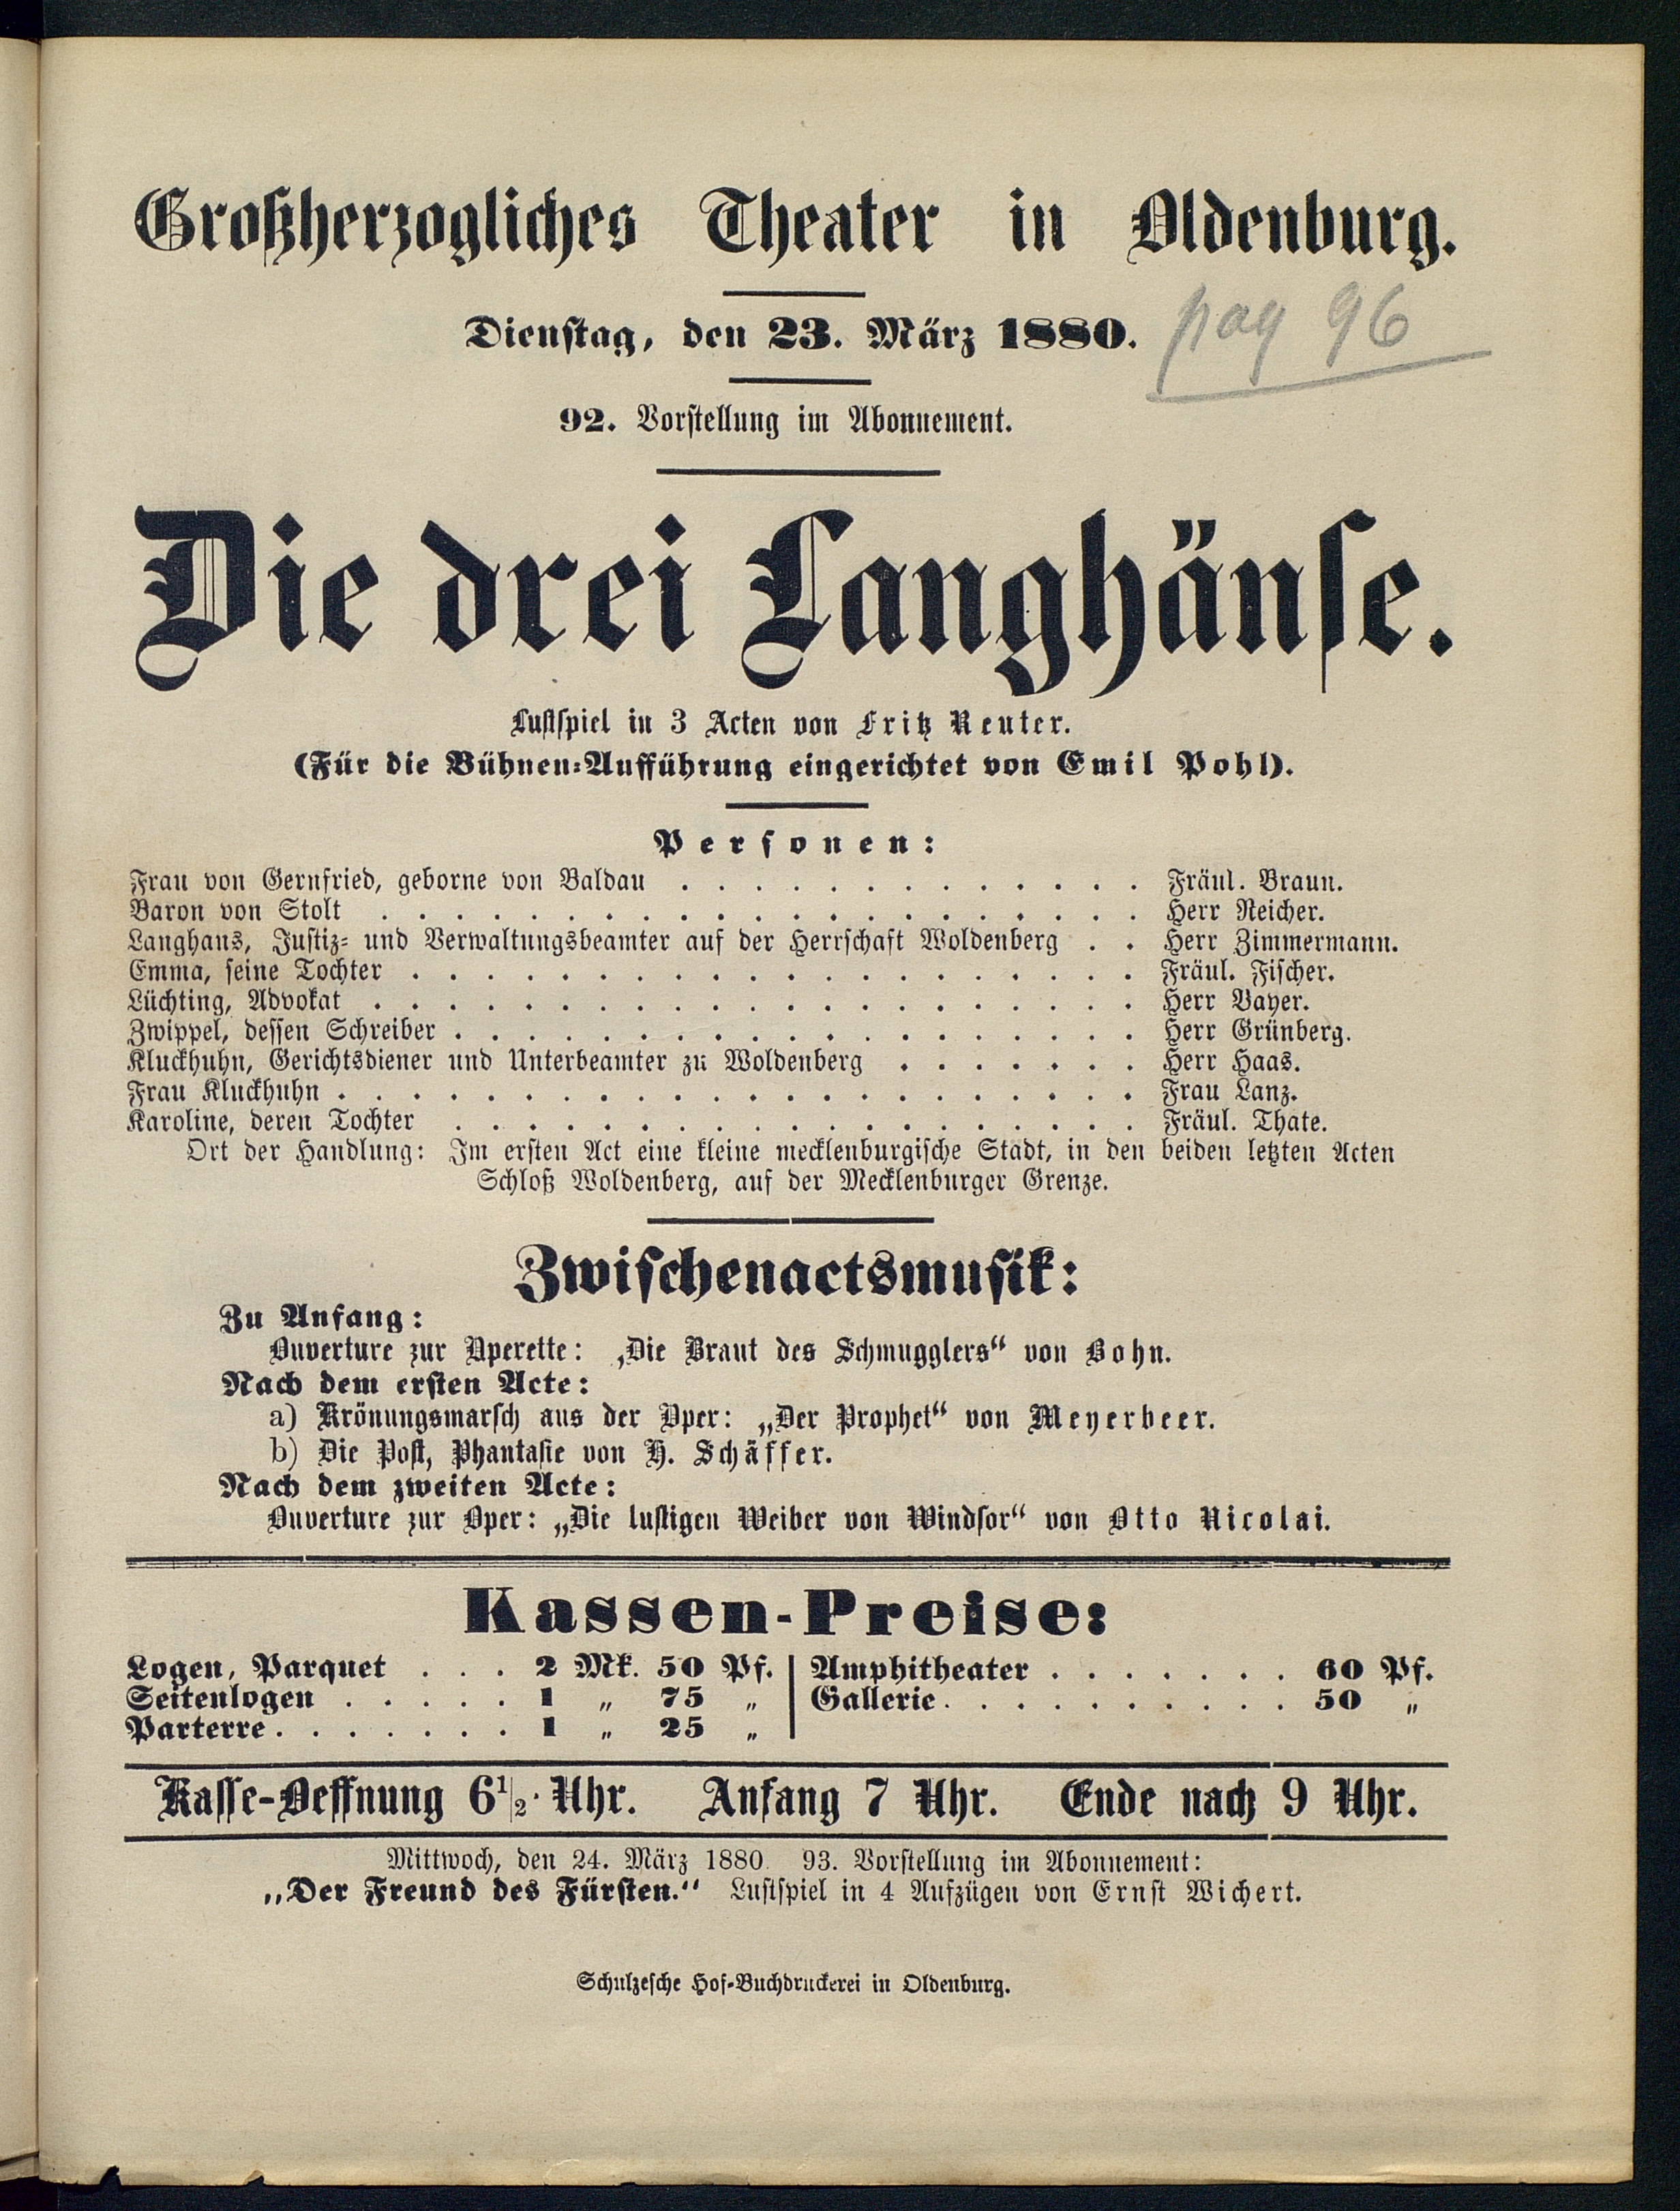 Großherzogliches Theater in Oldenburg.
Dienstag, den 23. März 1880.
pag 96
92. Vorstellung im Abonnement.
Die drei Langhänse.
Lustspiel in 3 Acten von Fritz Reuter.
(Für die Bühnen-Aufführung eingerichtet von Emil Pohl).
Personen:
Frau von Gernfried, geborne von Baldau . . . . . . . . . . . . . Fräul. Braun.
Baron von Stolt . . . . . . . . . . . . . . . . . . . . . Herr Reicher.
Langhans, Justiz- und Verwaltungsbeamter auf der Herrschaft Woldenberg . . Herr Zimmermann.
Emma, seine Tochter . . . . . . . . . . . . . . . . . . . . Fräul. Fischer.
Lüchting, Advokat . . . . . . . . . . . . . . . . . . . . . Herr Bayer.
Zwippel, dessen Schreiber . . . . . . . . . . . . . . . . . . . Herr Grünberg.
Kluckhuhn, Gerichtsdiener und Unterbeamter zu Woldenberg . . . . . . . Herr Haas.
Frau Kluckhuhn . . . . . . . . . . . . . . . . . . . . . . Frau Lanz.
Karoline, deren Tochter . . . . . . . . . . . . . . . . . . . Fräul. Thate.
Ort der Handlung: Im ersten Act eine kleine mecklenburgische Stadt, in den beiden letzten Acten
Schloß Woldenberg, auf der Mecklenburger Grenze.
Zwischenactsmusik:
Zu Anfang:
Ouverture zur Operette: „Die Braut des Schmugglers“ von Bohn.
Nach dem ersten Acte:
a) Krönungsmarsch aus der Oper: „Der Prophet“ von Meyerbeer.
b) Die Post, Phantasie von H. Schäffer.
Nach dem zweiten Acte:
Ouverture zur Oper: „Die lustigen Weiber von Windsor“ von Otto Nicolai.
Kassen-Preise:
Logen, Parquet . . . 2 Mk. 50 Pf. | Amphitheater . . . . . . . 60 Pf.
Seitenlogen . . . . . 1 „ 75 „ | Gallerie . . . . . . . . . . 50 „
Parterre . . . . . . . 1 „ 25 „
Kasse-Oeffnung 6 1/2. Uhr. Anfang 7 Uhr. Ende nach 9 Uhr.
Mittwoch, den 24. März 1880. 93. Vorstellung im Abonnement:
„Der Freund des Fürsten.“ Lustspiel in 4 Aufzügen von Ernst Wichert.
Schulzesche Hof-Buchdruckerei in Oldenburg.